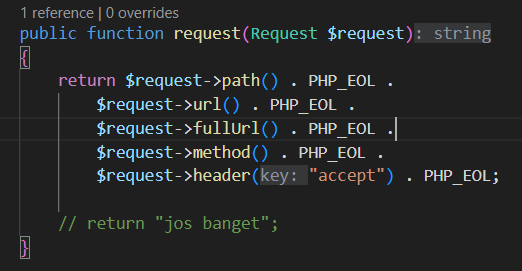 1 reference | 0 overrides
public function request(Request $request): string
{
    return $request->path() . PHP_EOL .
        $request->url() . PHP_EOL .
        $request->fullUrl() . PHP_EOL .
        $request->method() . PHP_EOL .
        $request->header(key: "accept") . PHP_EOL;
    // return "jos banget";
}